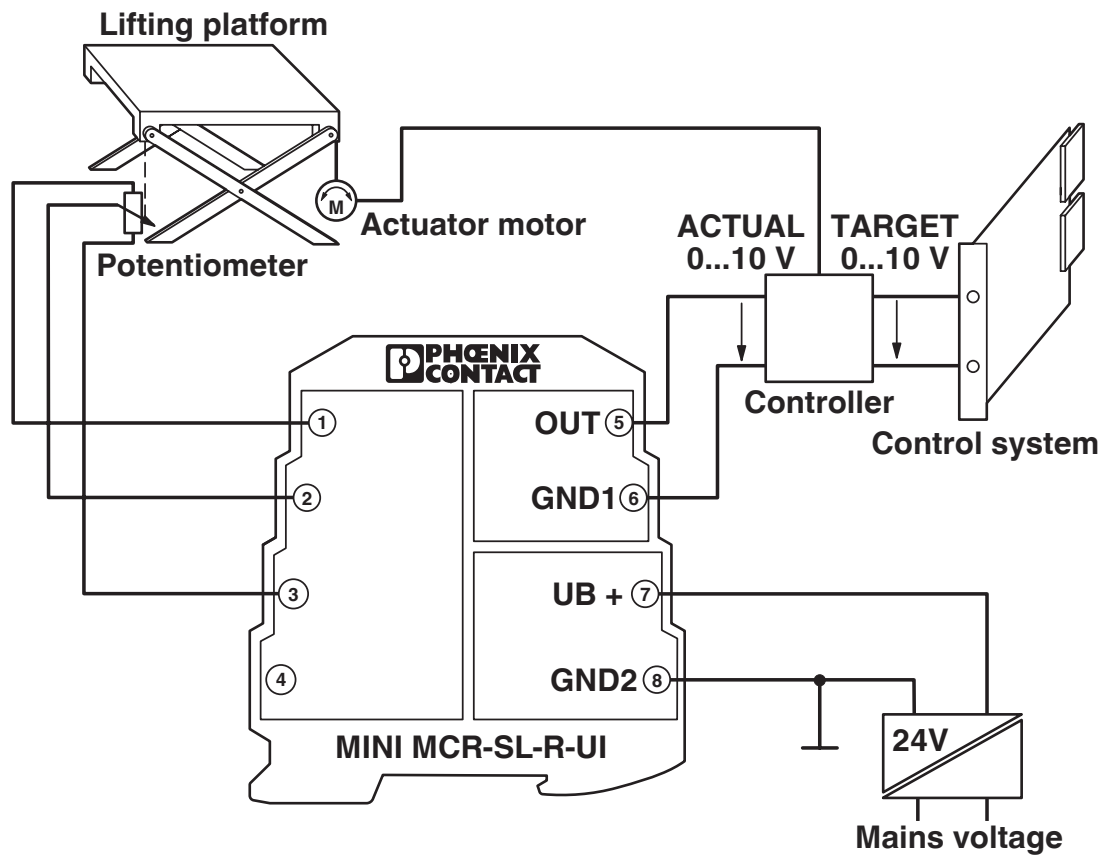 Lifting platform
M
Actuator motor
Potentiometer
ACTUAL
0...10 V
TARGET
0...10 V
Controller
Control system
PHŒNIX
CONTACT
1
2
3
4
OUT 5
GND1 6
UB + 7
GND2 8
MINI MCR-SL-R-UI
24V
Mains voltage